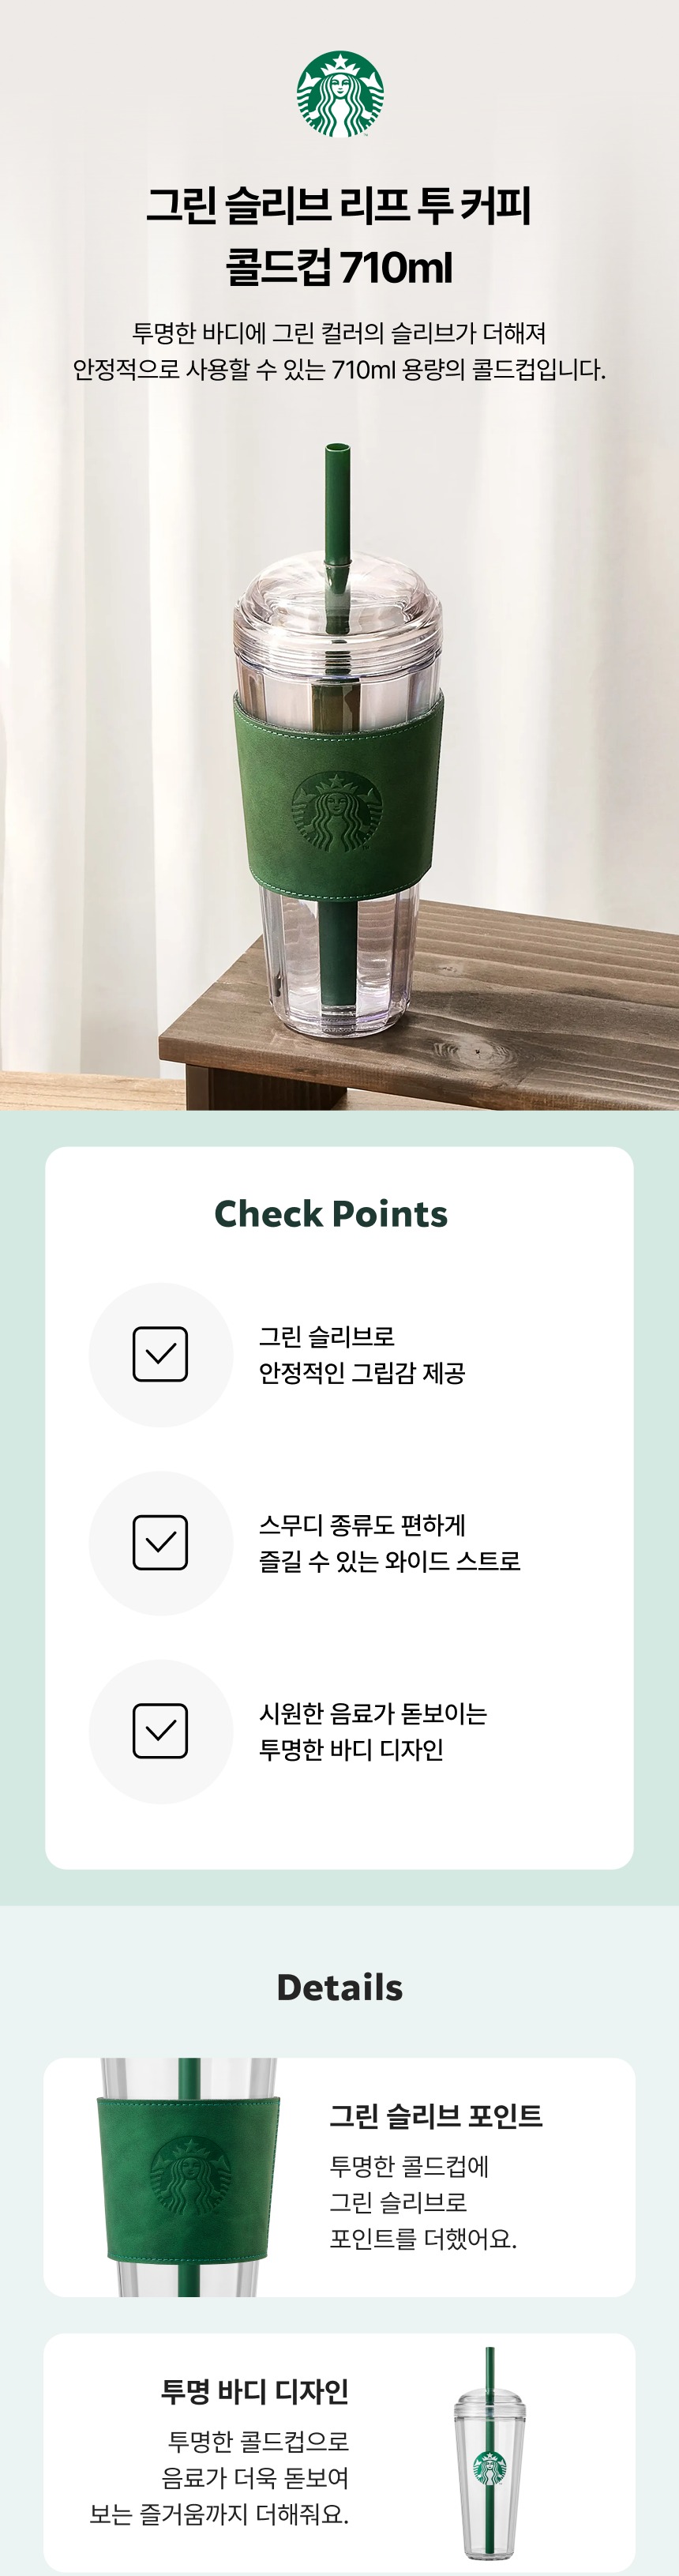 그린 슬리브 리프 투 커피
콜드컵 710ml
투명한 바디에 그린 컬러의 슬리브가 더해져
안정적으로 사용할 수 있는 710ml 용량의 콜드컵입니다.
Check Points
그린 슬리브로
안정적인 그립감 제공
스무디 종류도 편하게
즐길 수 있는 와이드 스트로
시원한 음료가 돋보이는
투명한 바디 디자인
Details
그린 슬리브 포인트
투명한 콜드컵에
그린 슬리브로
포인트를 더했어요.
투명 바디 디자인
투명한 콜드컵으로
음료가 더욱 돋보여
보는 즐거움까지 더해줘요.